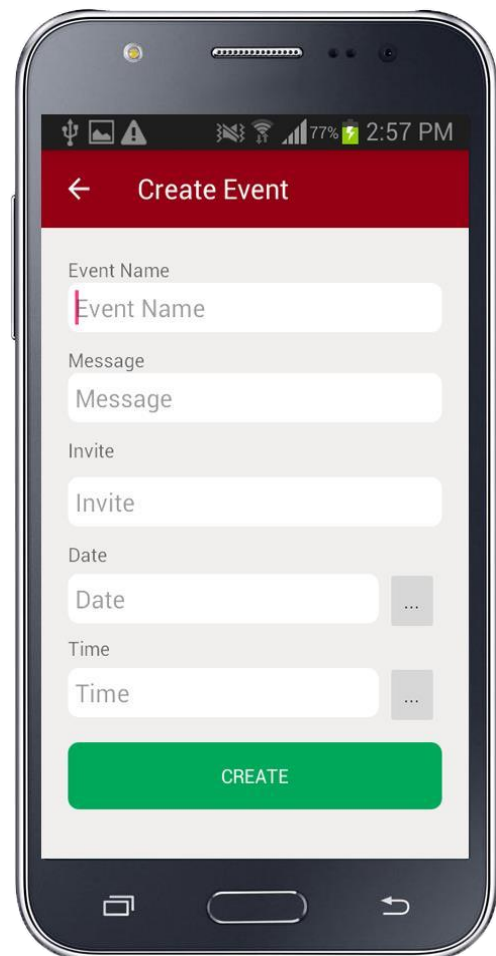 77% 2:57 PM
Create Event
Event Name
Event Name
Message
Message
Invite
Invite
Date
Date
...
Time
Time
...
CREATE